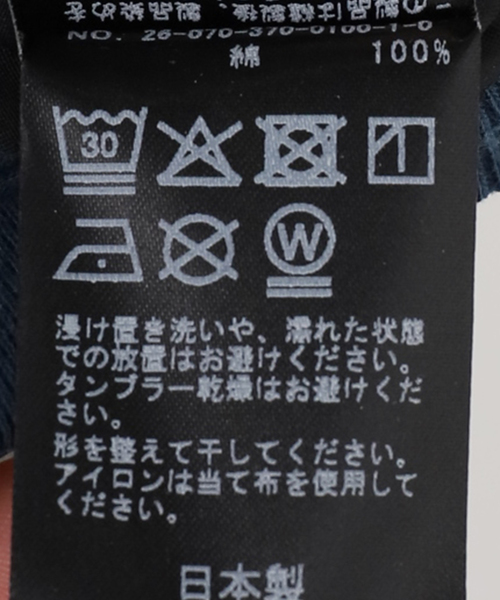 NO. 26-070-370-0100-1-0
綿 100%
30
W
浸け置き洗いや、濡れた状態
での放置はお避けください。
タンブラー乾燥はお避けくだ
さい。
形を整えて干してください。
アイロンは当て布を使用して
ください。
日本